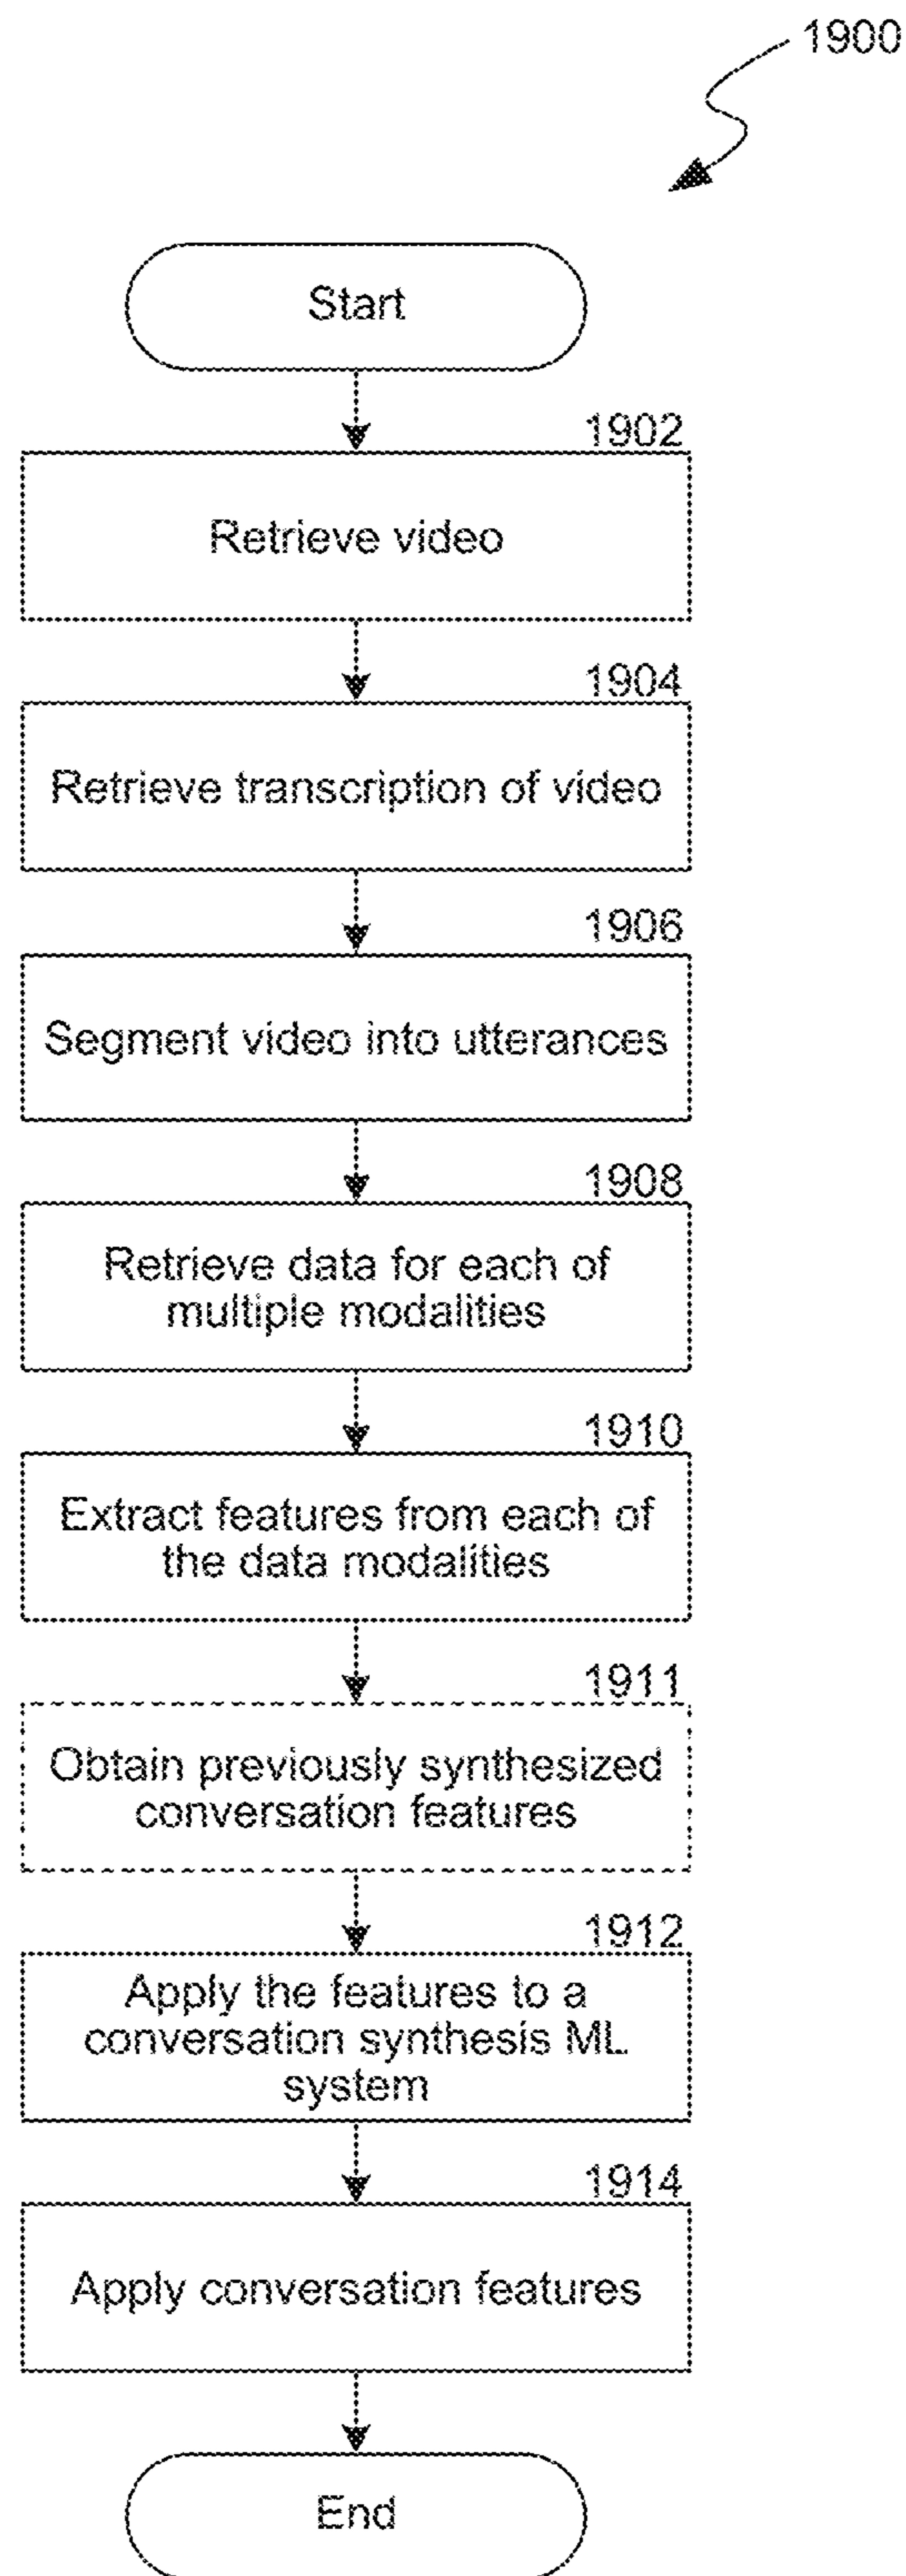 1900
Start
1902
Retrieve video
1904
Retrieve transcription of video
1906
Segment video into utterances
1908
Retrieve data for each of
multiple modalities
1910
Extract features from each of
the data modalities
1911
Obtain previously synthesized
conversation features
1912
Apply the features to a
conversation synthesis ML
system
1914
Apply conversation features
End